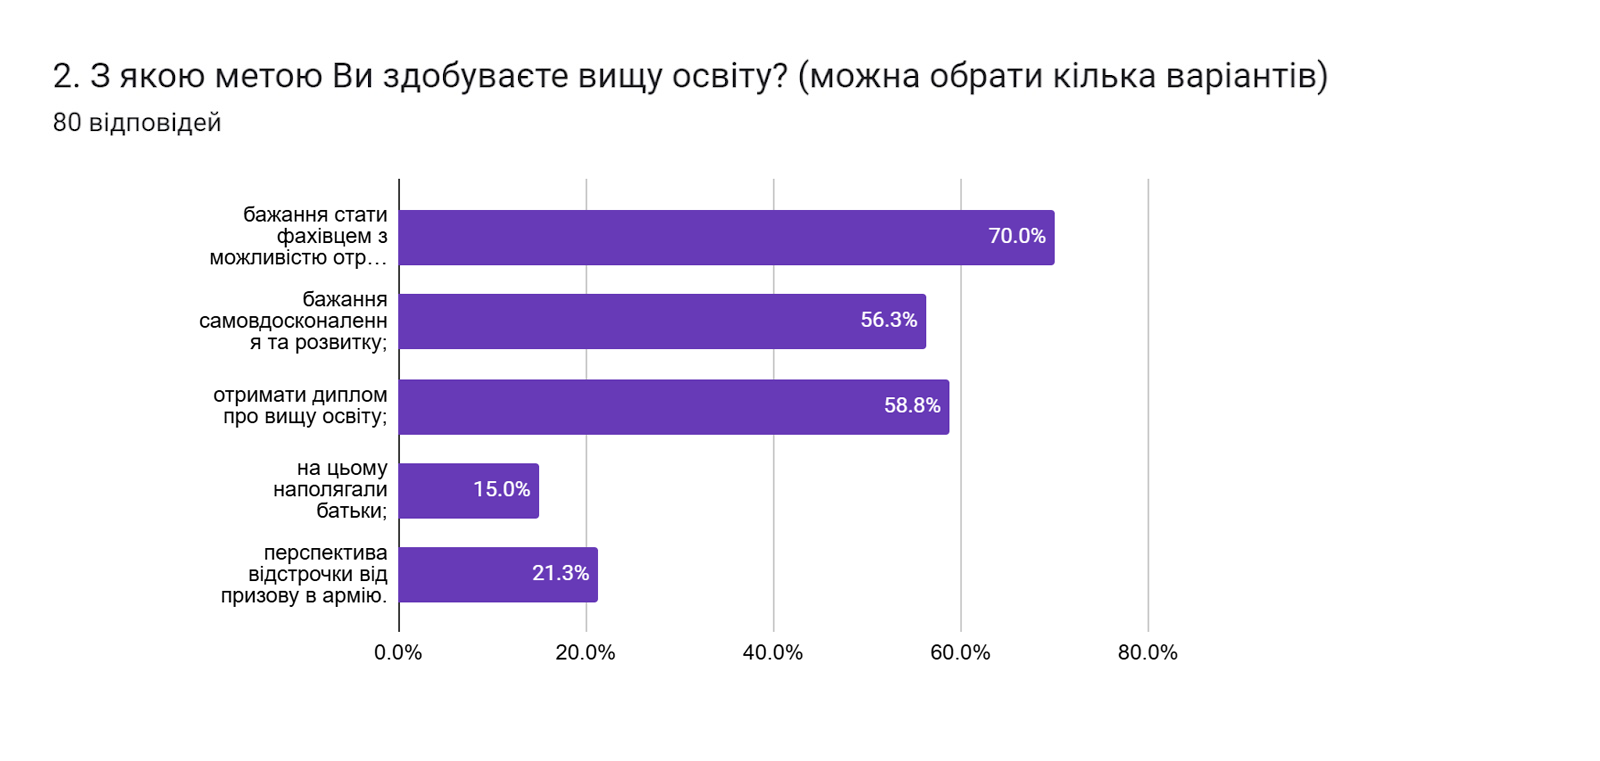 2. З якою метою Ви здобуваєте вищу освіту? (можна обрати кілька варіантів)
80 відповідей
бажання стати
фахівцем з
можливістю отр…
70.0%
бажання
самовдосконаленн
я та розвитку;
56.3%
отримати диплом
про вищу освіту;
58.8%
на цьому
наполягали
батьки;
15.0%
перспектива
відстрочки від
призову в армію.
21.3%
0.0%
20.0%
40.0%
60.0%
80.0%